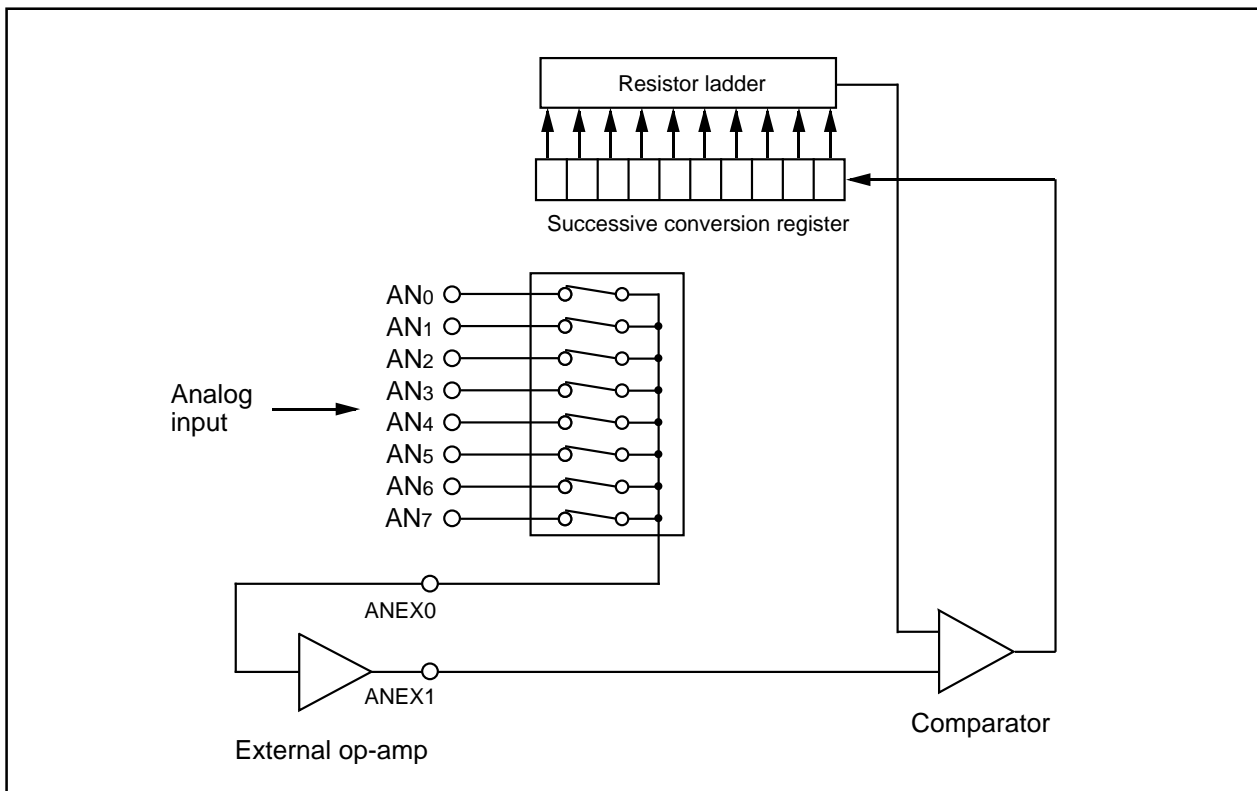 Resistor ladder
Successive conversion register
AN0
AN1
AN2
AN3
AN4
AN5
AN6
AN7
Analog
input
ANEX0
ANEX1
External op-amp
Comparator